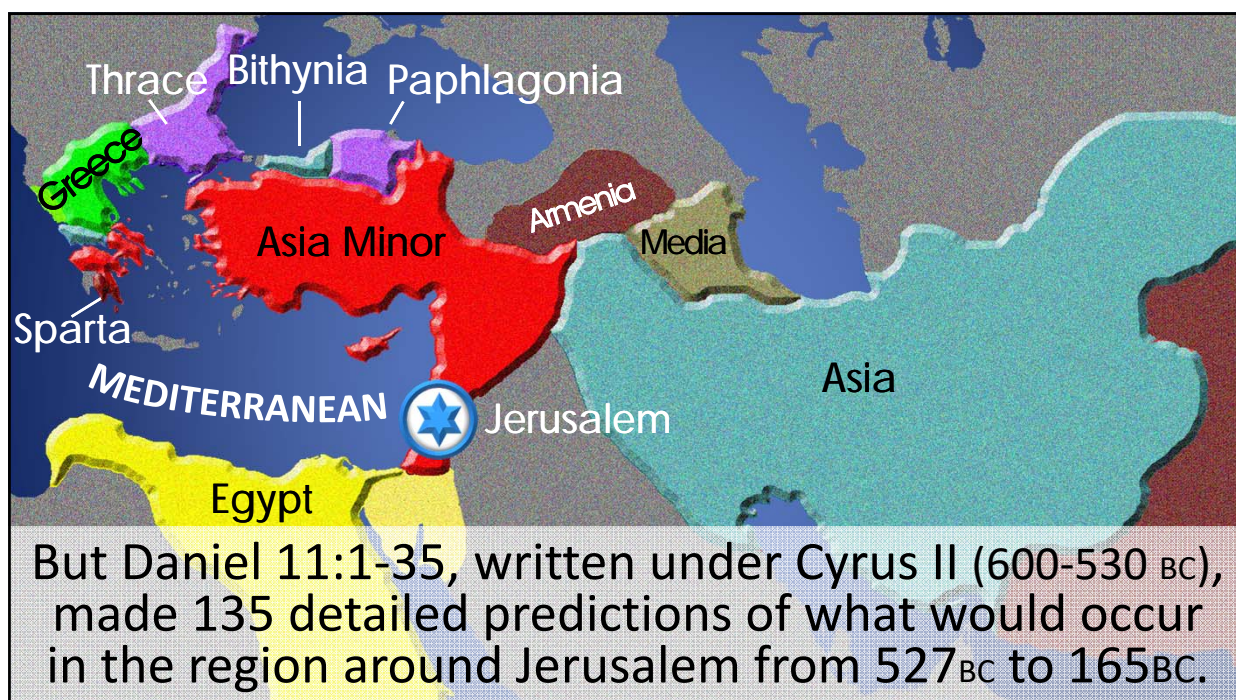 Thrace
Bithynia
Paphlagonia
Greece
Armenia
Asia Minor
Media
Sparta
Asia
MEDITERRANEAN
Jerusalem
Egypt
But Daniel 11:1-35, written under Cyrus II (600-530 BC),
made 135 detailed predictions of what would occur
in the region around Jerusalem from 527BC to 165BC.